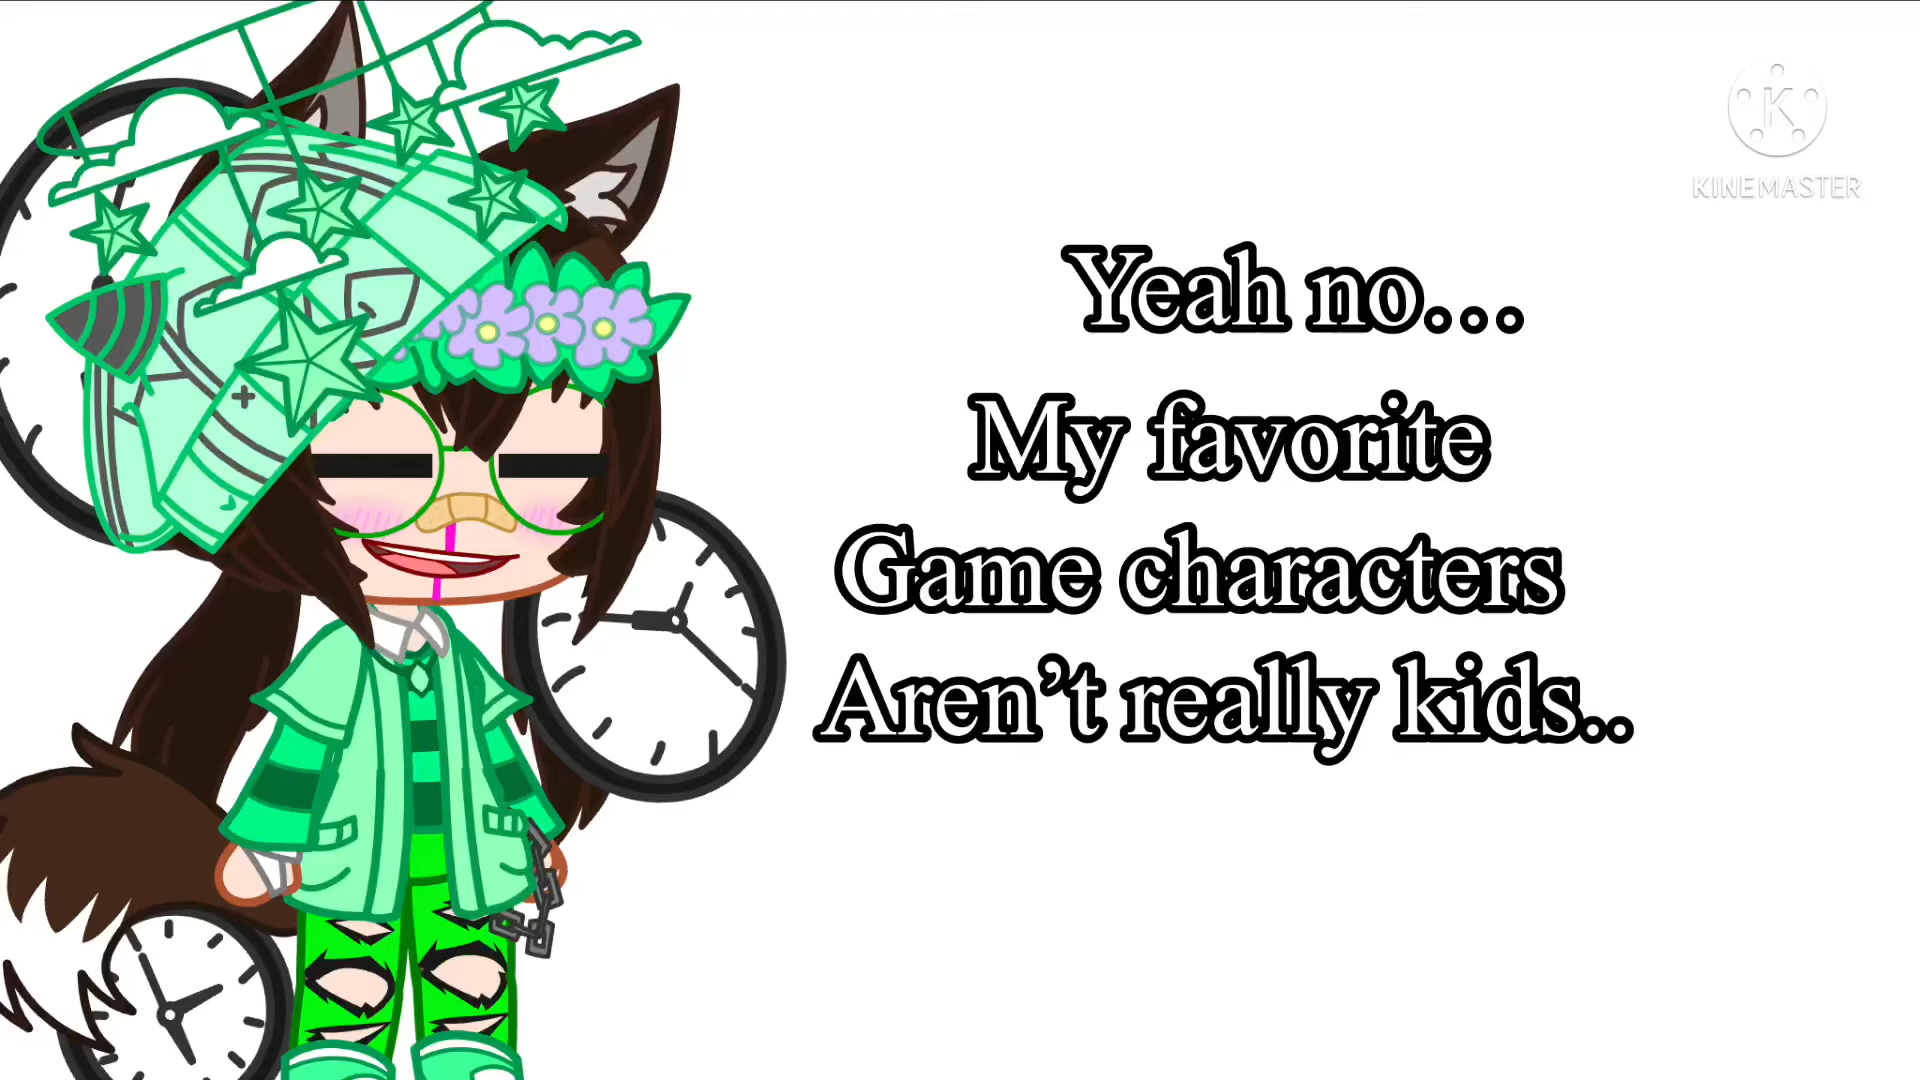 K
KINEMASTER
Yeah no...
My favorite
Game characters
Aren’t really kids..